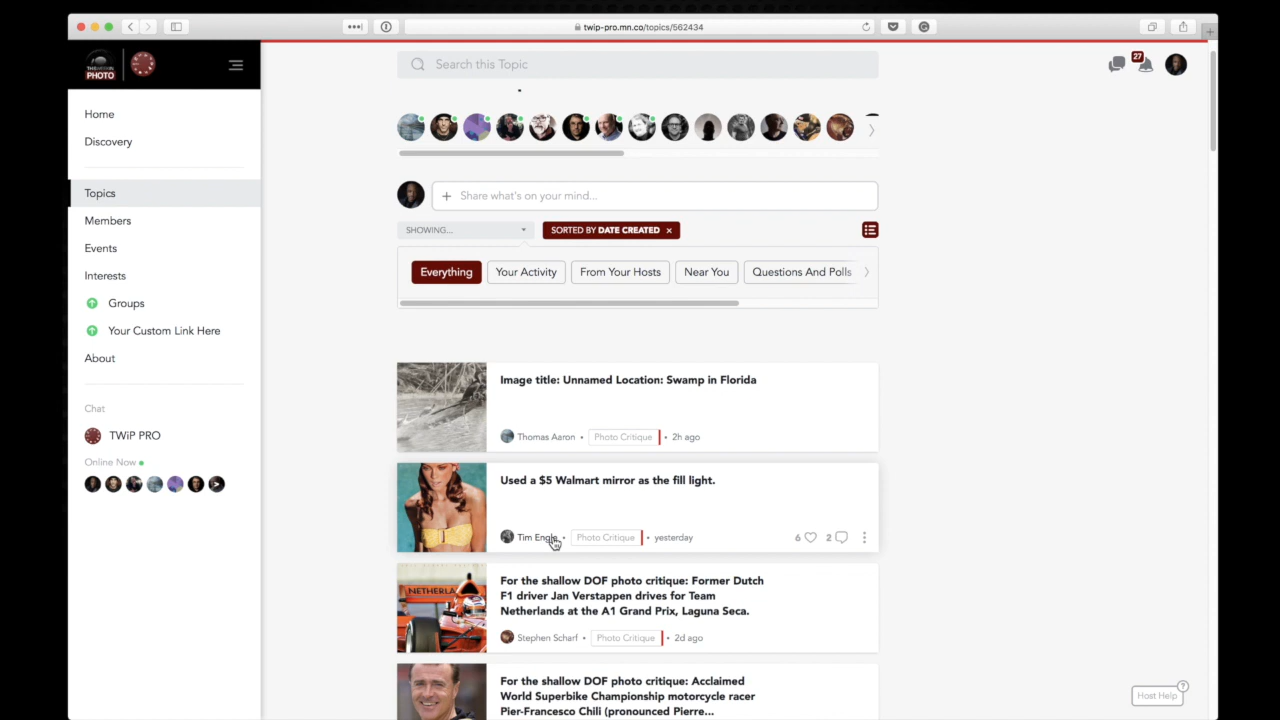 twip-pro.mn.co/topics/562434
THIS WEEK IN
PHOTO
Search this Topic
27
Home
Discovery
Topics
Members
Events
Interests
Groups
Your Custom Link Here
About
Chat
TWiP PRO
Online Now
+ Share what's on your mind...
SHOWING...
SORTED BY DATE CREATED ×
Everything
Your Activity
From Your Hosts
Near You
Questions And Polls
Image title: Unnamed Location: Swamp in Florida
Thomas Aaron • Photo Critique • 2h ago
Used a $5 Walmart mirror as the fill light.
Tim Engle • Photo Critique • yesterday
6
2
NETHERLA
For the shallow DOF photo critique: Former Dutch
F1 driver Jan Verstappen drives for Team
Netherlands at the A1 Grand Prix, Laguna Seca.
Stephen Scharf • Photo Critique • 2d ago
For the shallow DOF photo critique: Acclaimed
World Superbike Championship motorcycle racer
Pier-Francesco Chili (pronounced Pierre...
Host Help
?